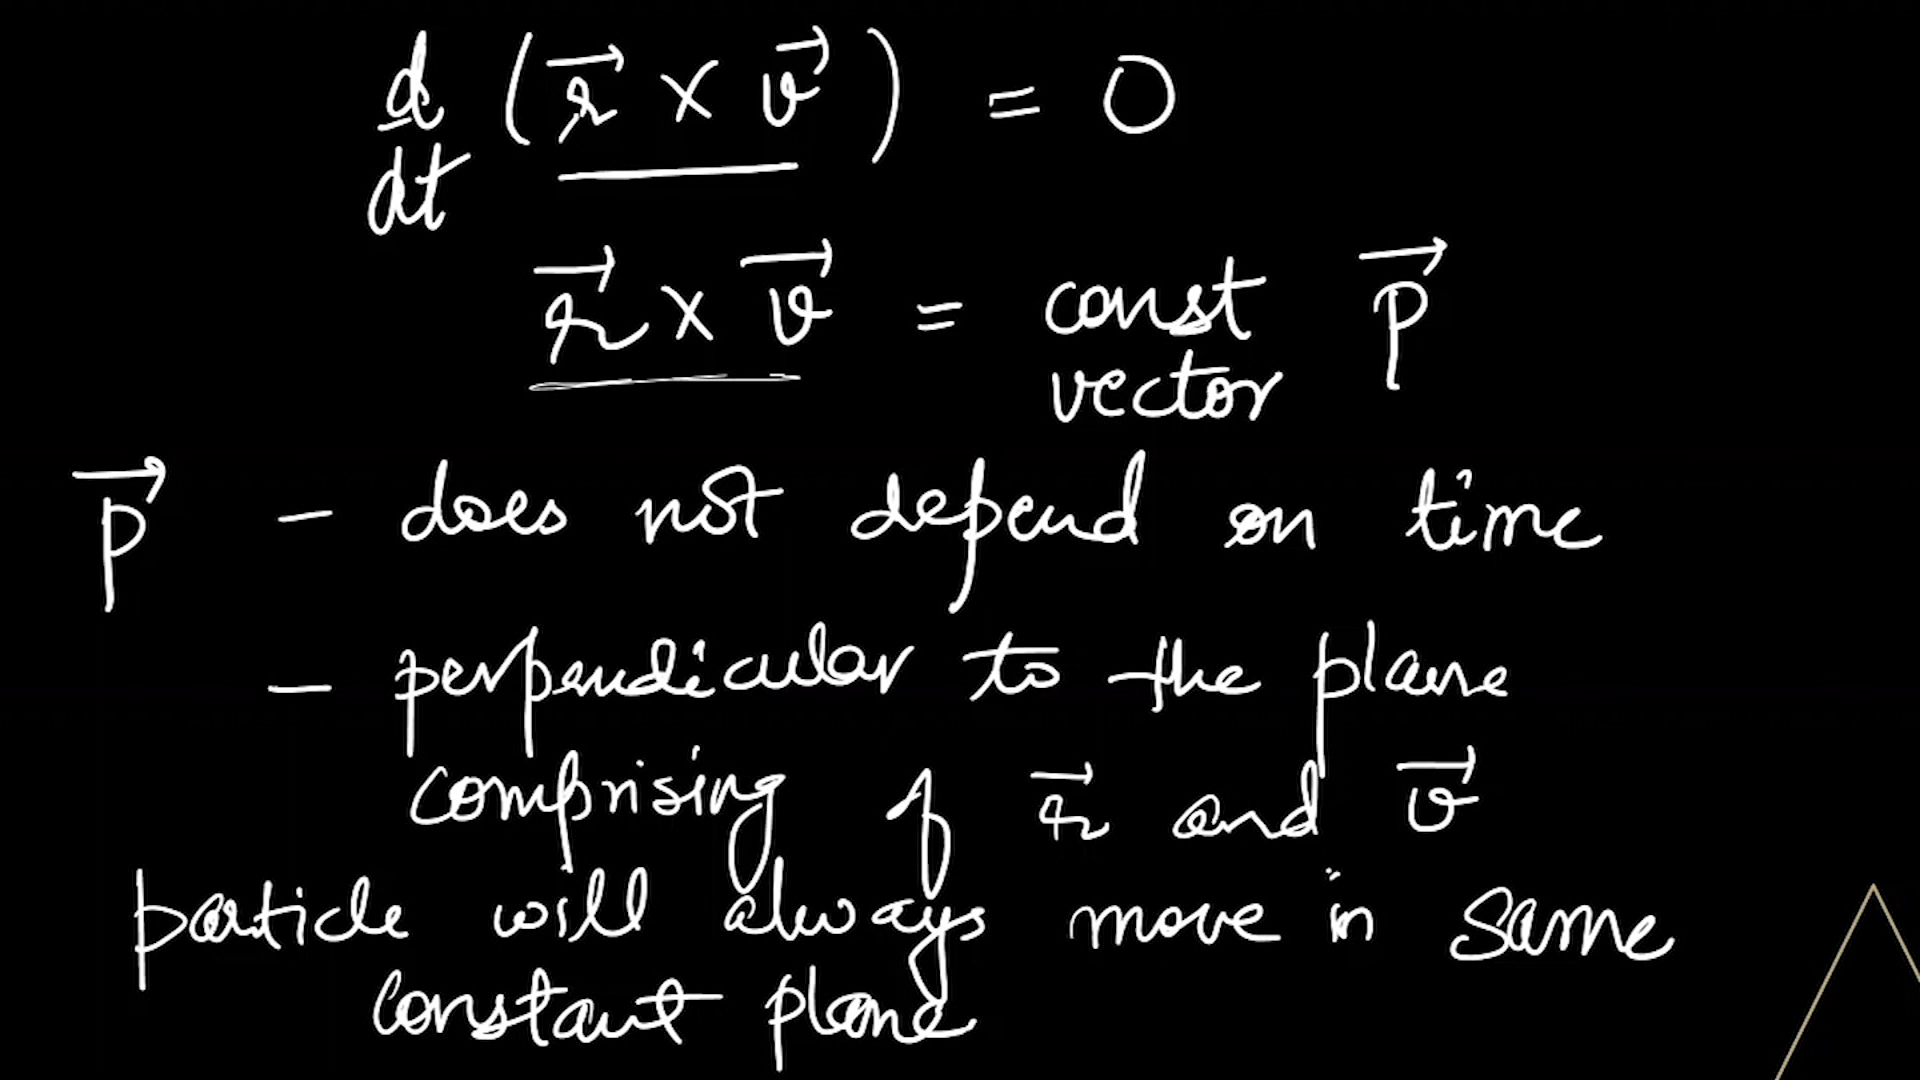 d/dt (r⃗ × v⃗) = 0
r⃗ × v⃗ = const vector p⃗
p⃗ - does not depend on time
- perpendicular to the plane
comprising of r⃗ and v⃗
particle will always move in same
constant plane